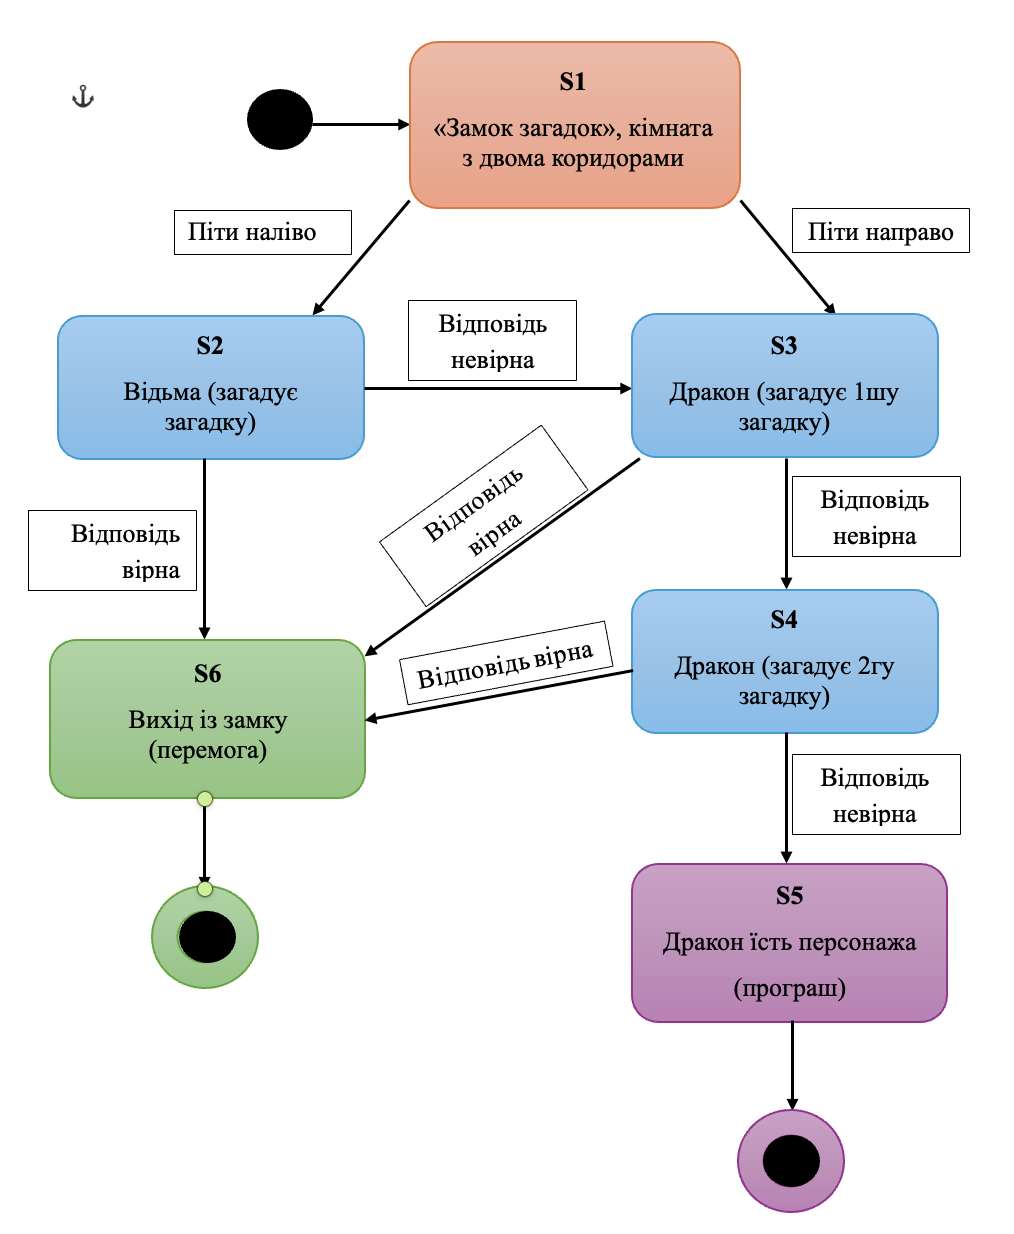 S1
«Замок загадок», кімната
з двома коридорами
Піти наліво
Піти направо
S2
Відьма (загадує
загадку)
Відповідь
невірна
S3
Дракон (загадує 1шу
загадку)
Відповідь
вірна
Відповідь
вірна
Відповідь
невірна
S6
Вихід із замку
(перемога)
Відповідь вірна
S4
Дракон (загадує 2гу
загадку)
Відповідь
невірна
S5
Дракон їсть персонажа
(програш)